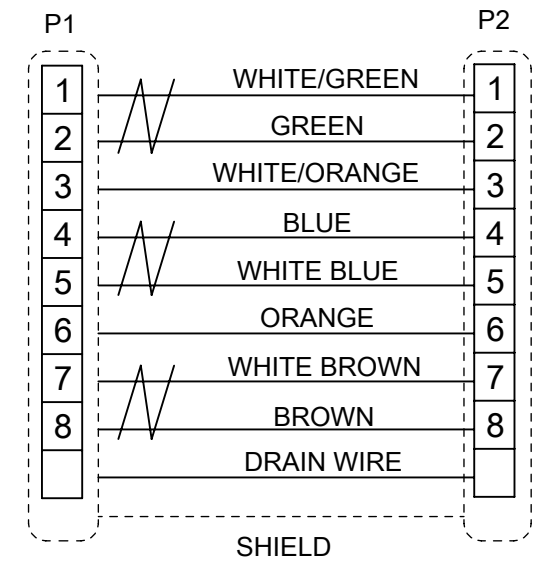 P1 P2
1 WHITE/GREEN 1
2 GREEN 2
3 WHITE/ORANGE 3
4 BLUE 4
5 WHITE BLUE 5
6 ORANGE 6
7 WHITE BROWN 7
8 BROWN 8
DRAIN WIRE
SHIELD